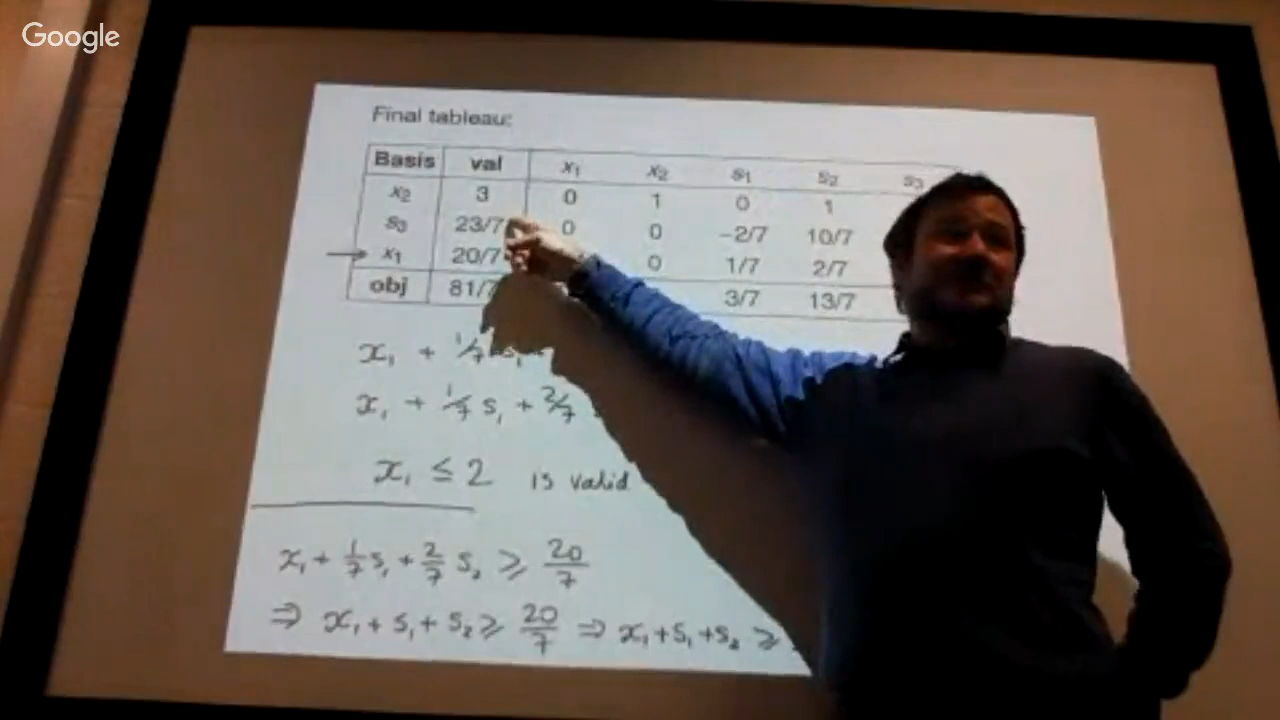 Google
Final tableau:
Basis val x₁ x₂ s₁ s₂ s₃
x₂ 3 0 1 0 1
s₃ 23/7 0 0 -2/7 10/7
→ x₁ 20/7 0 1/7 2/7
obj 81/7 3/7 13/7
x₁ + 1/7 s₁
x₁ + 1/7 s₁ + 2/7
x₁ ≤ 2 is valid
x₁ + 1/7 s₁ + 2/7 s₂ ⩾ 20/7
⇒ x₁ + s₁ + s₂ ⩾ 20/7 ⇒ x₁ + s₁ + s₂ ⩾